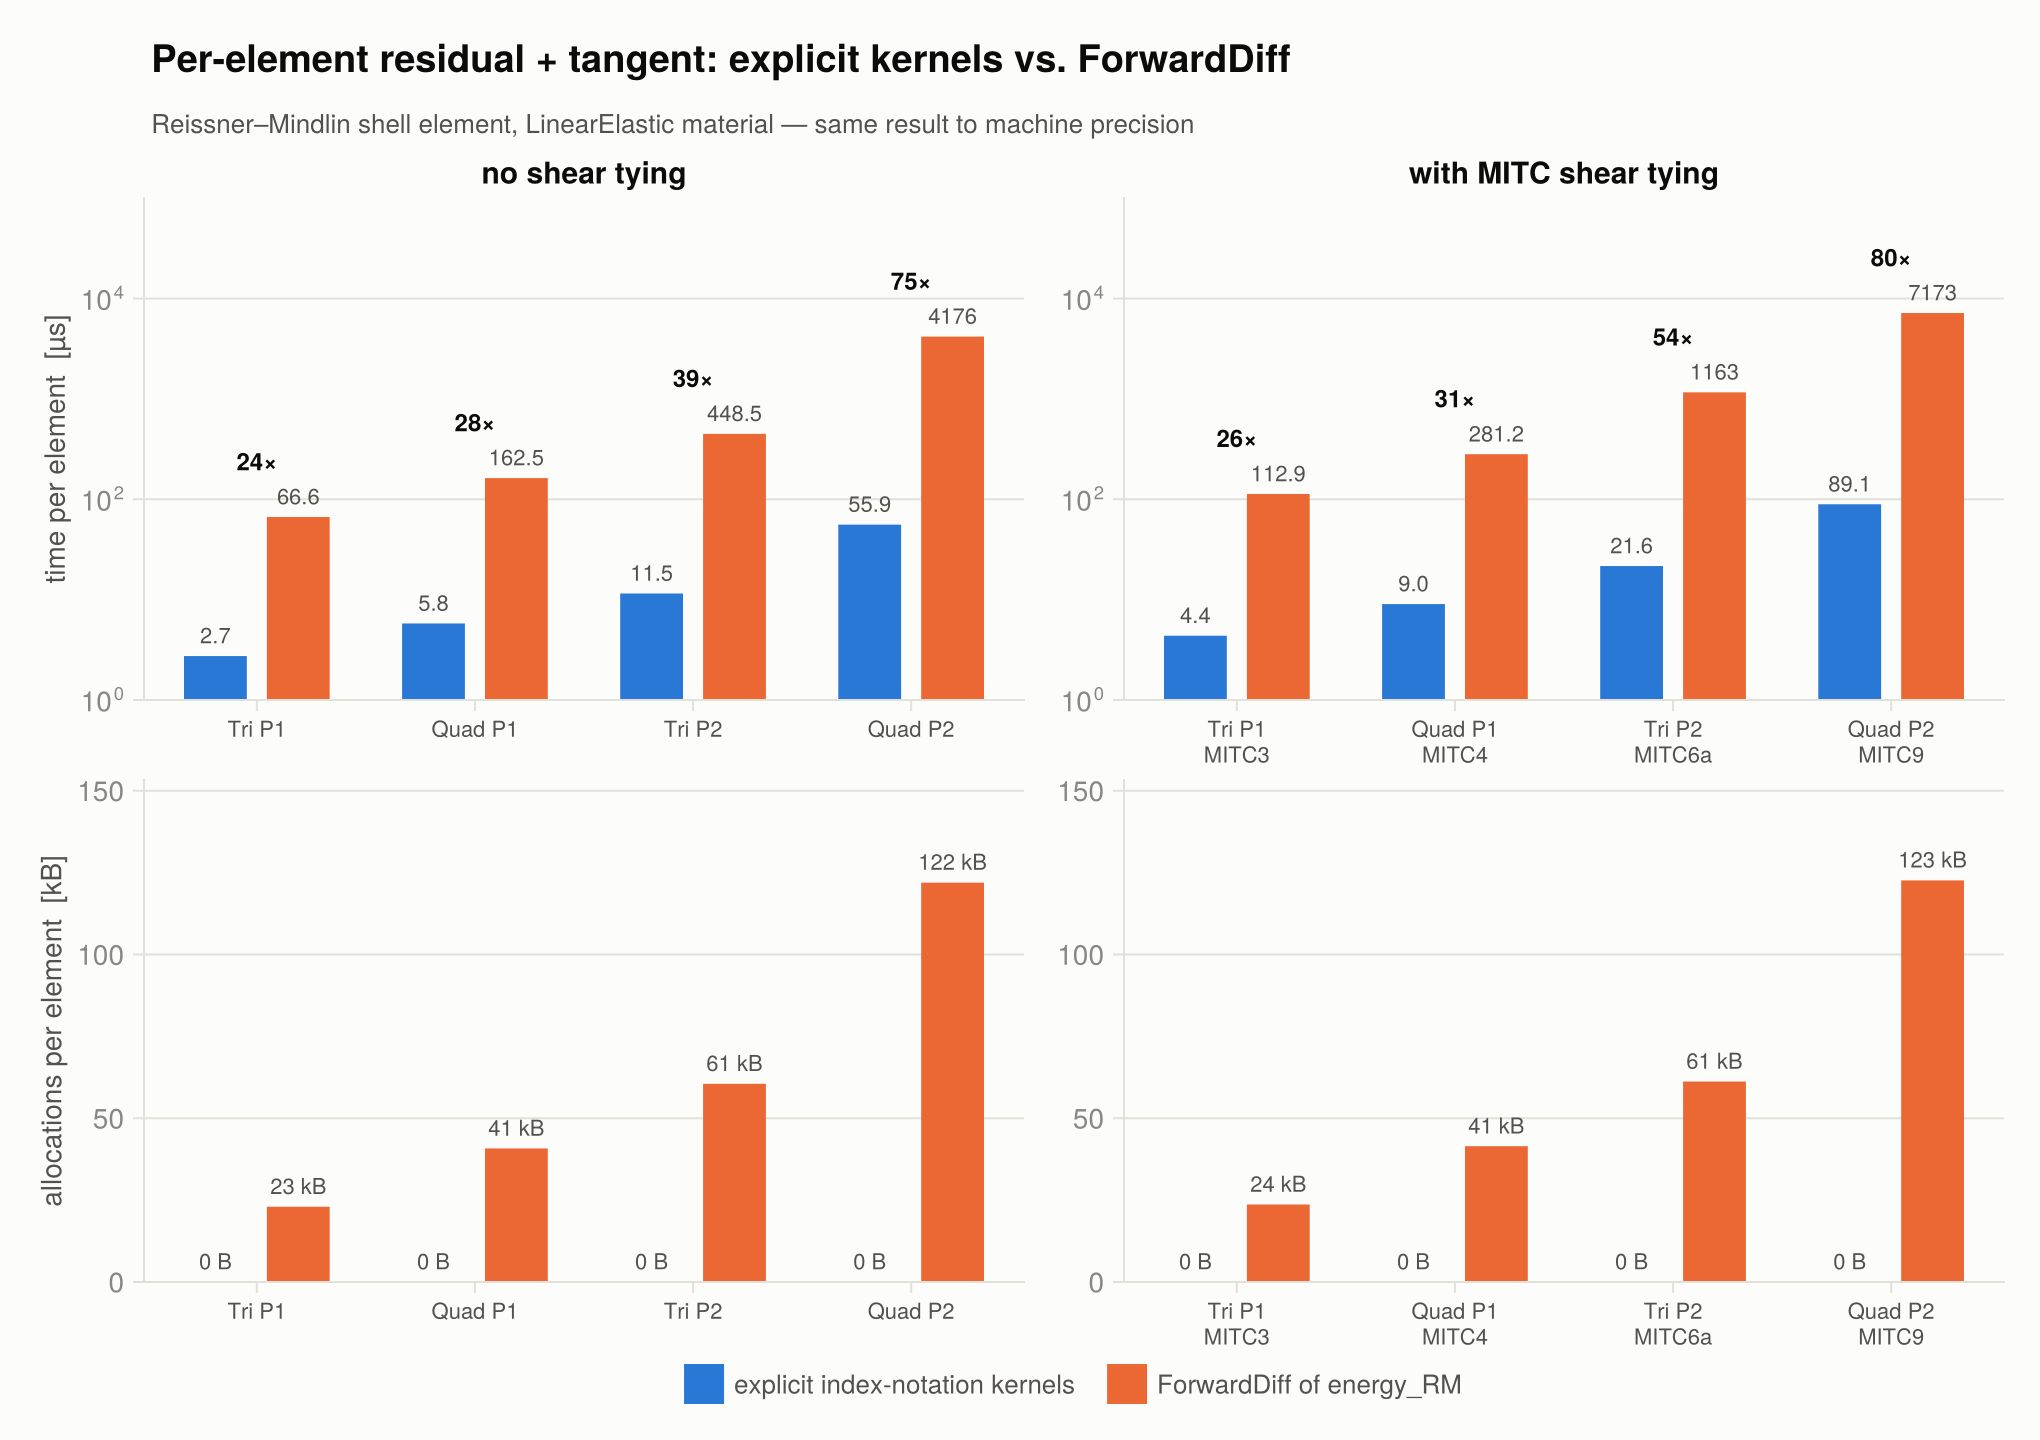 Per-element residual + tangent: explicit kernels vs. ForwardDiff
Reissner–Mindlin shell element, LinearElastic material — same result to machine precision
no shear tying
time per element [µs]
10⁴
10²
10⁰
24×
28×
39×
75×
2.7
66.6
5.8
162.5
11.5
448.5
55.9
4176
Tri P1
Quad P1
Tri P2
Quad P2
with MITC shear tying
10⁴
10²
10⁰
26×
31×
54×
80×
4.4
112.9
9.0
281.2
21.6
1163
89.1
7173
Tri P1
MITC3
Quad P1
MITC4
Tri P2
MITC6a
Quad P2
MITC9
allocations per element [kB]
150
100
50
0
0 B
23 kB
0 B
41 kB
0 B
61 kB
0 B
122 kB
Tri P1
Quad P1
Tri P2
Quad P2
150
100
50
0
0 B
24 kB
0 B
41 kB
0 B
61 kB
0 B
123 kB
Tri P1
MITC3
Quad P1
MITC4
Tri P2
MITC6a
Quad P2
MITC9
explicit index-notation kernels
ForwardDiff of energy_RM